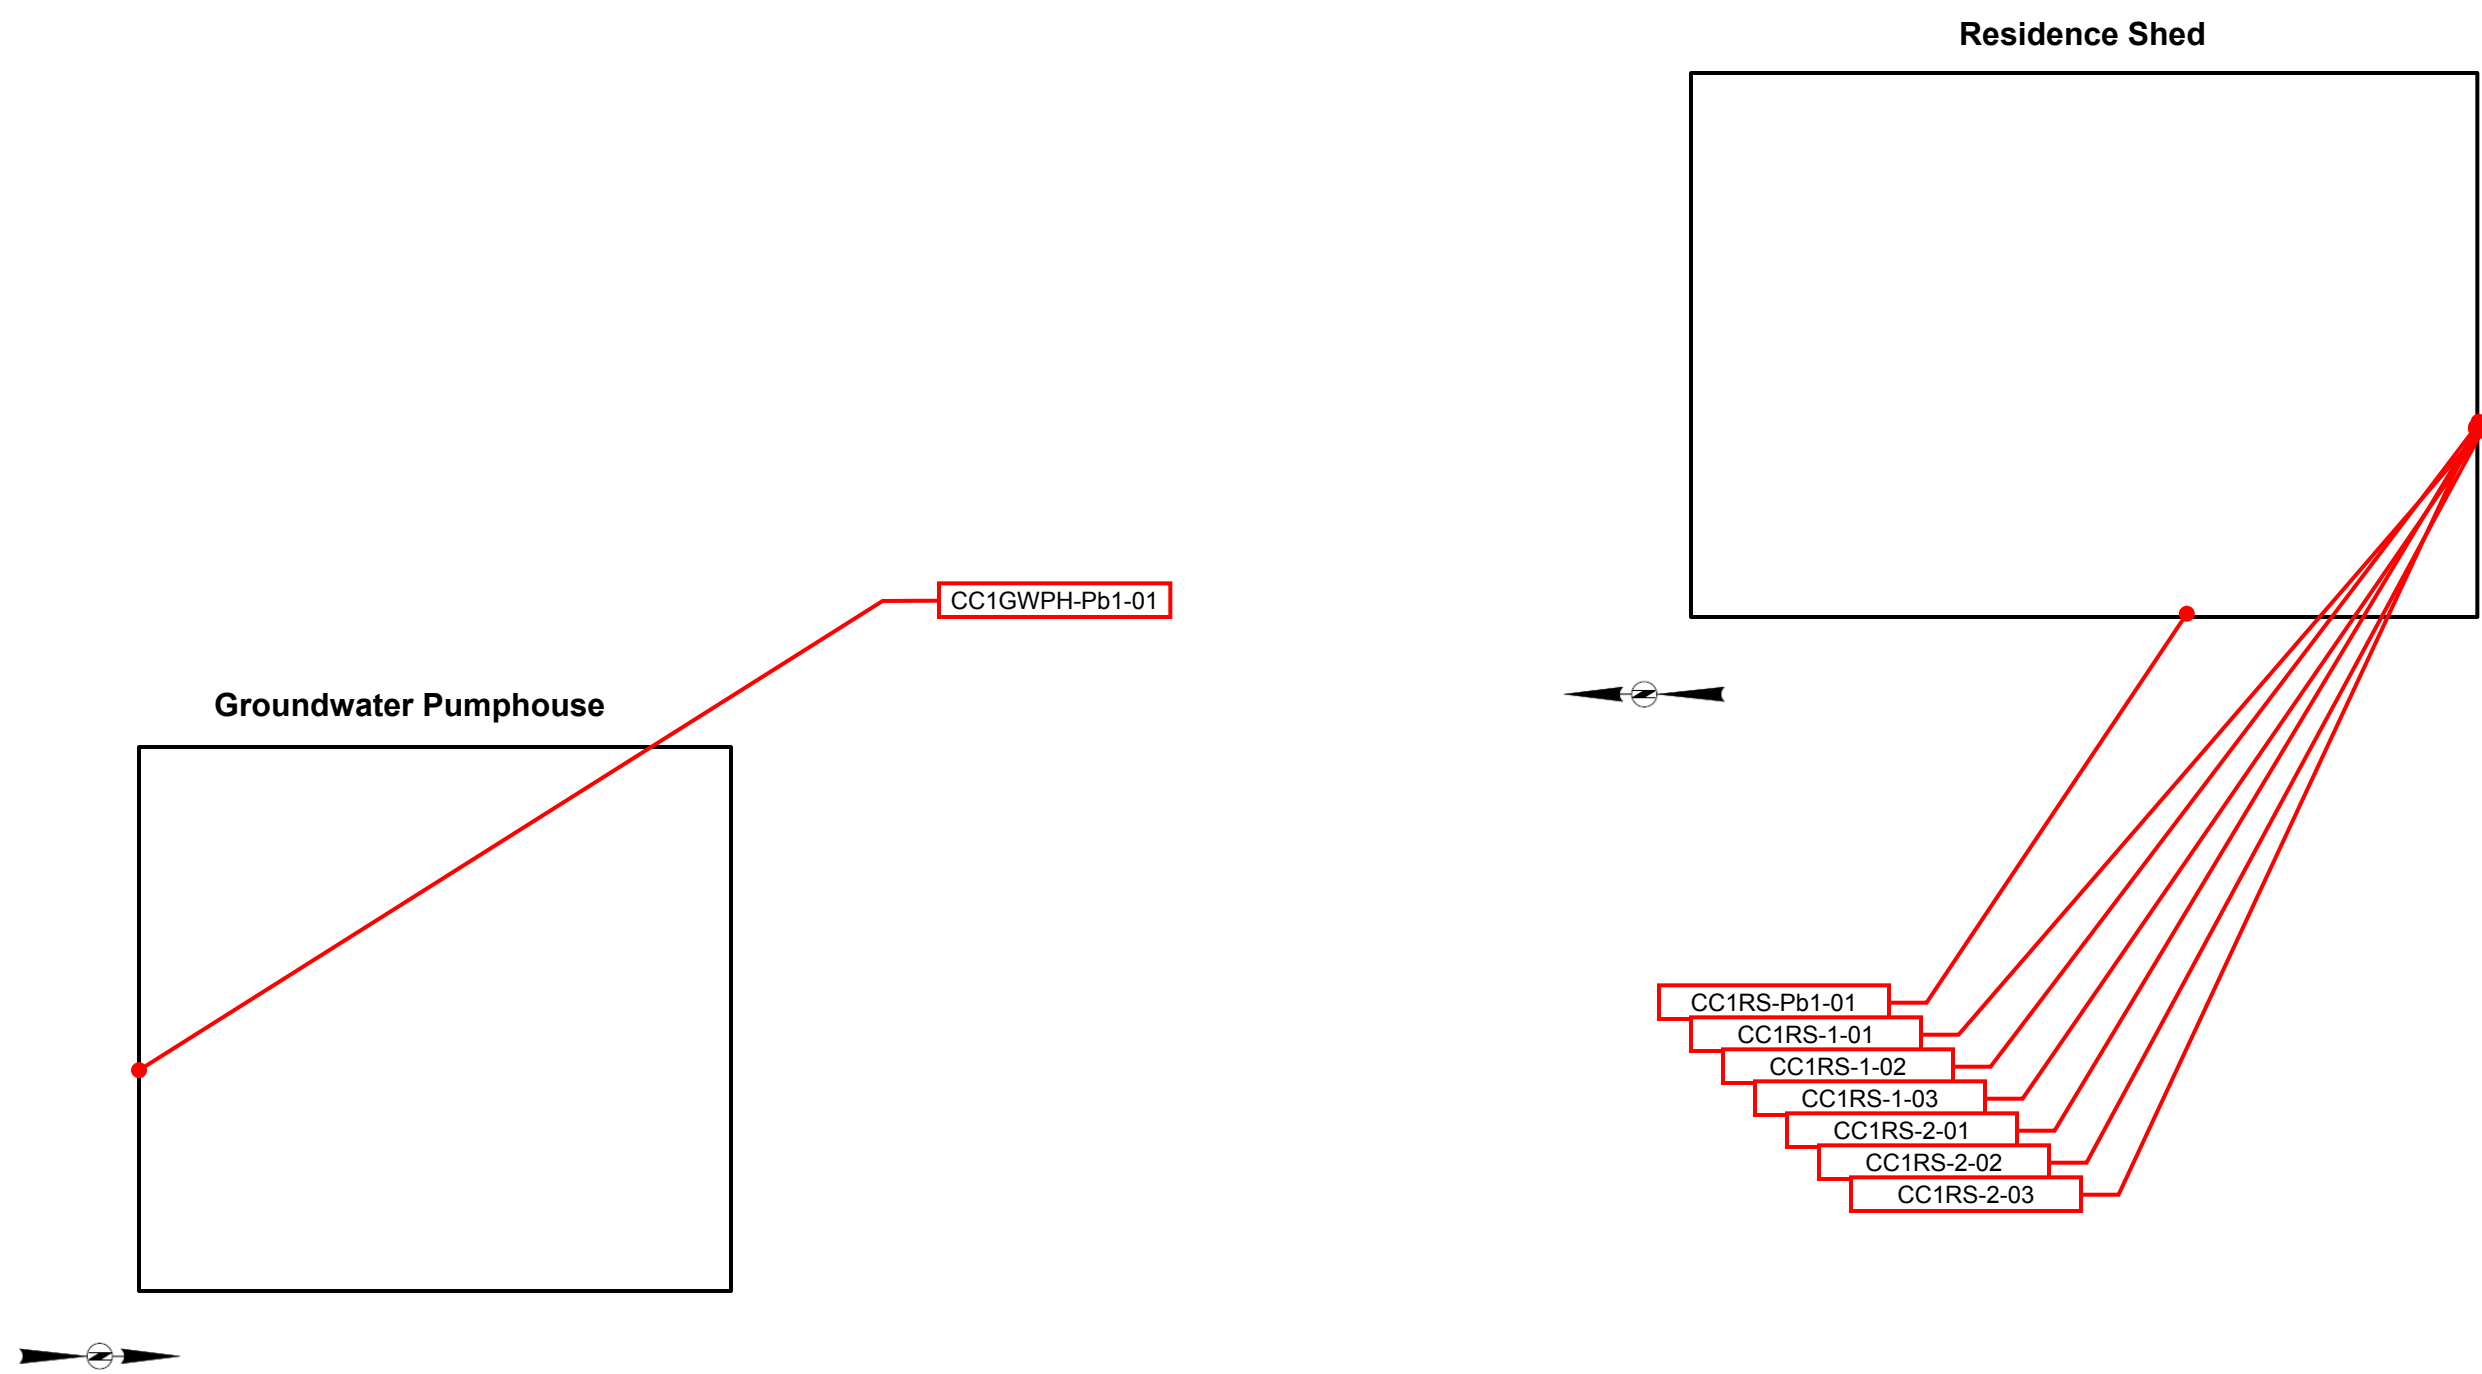 Residence Shed
CC1GWPH-Pb1-01
Groundwater Pumphouse
CC1RS-Pb1-01
CC1RS-1-01
CC1RS-1-02
CC1RS-1-03
CC1RS-2-01
CC1RS-2-02
CC1RS-2-03